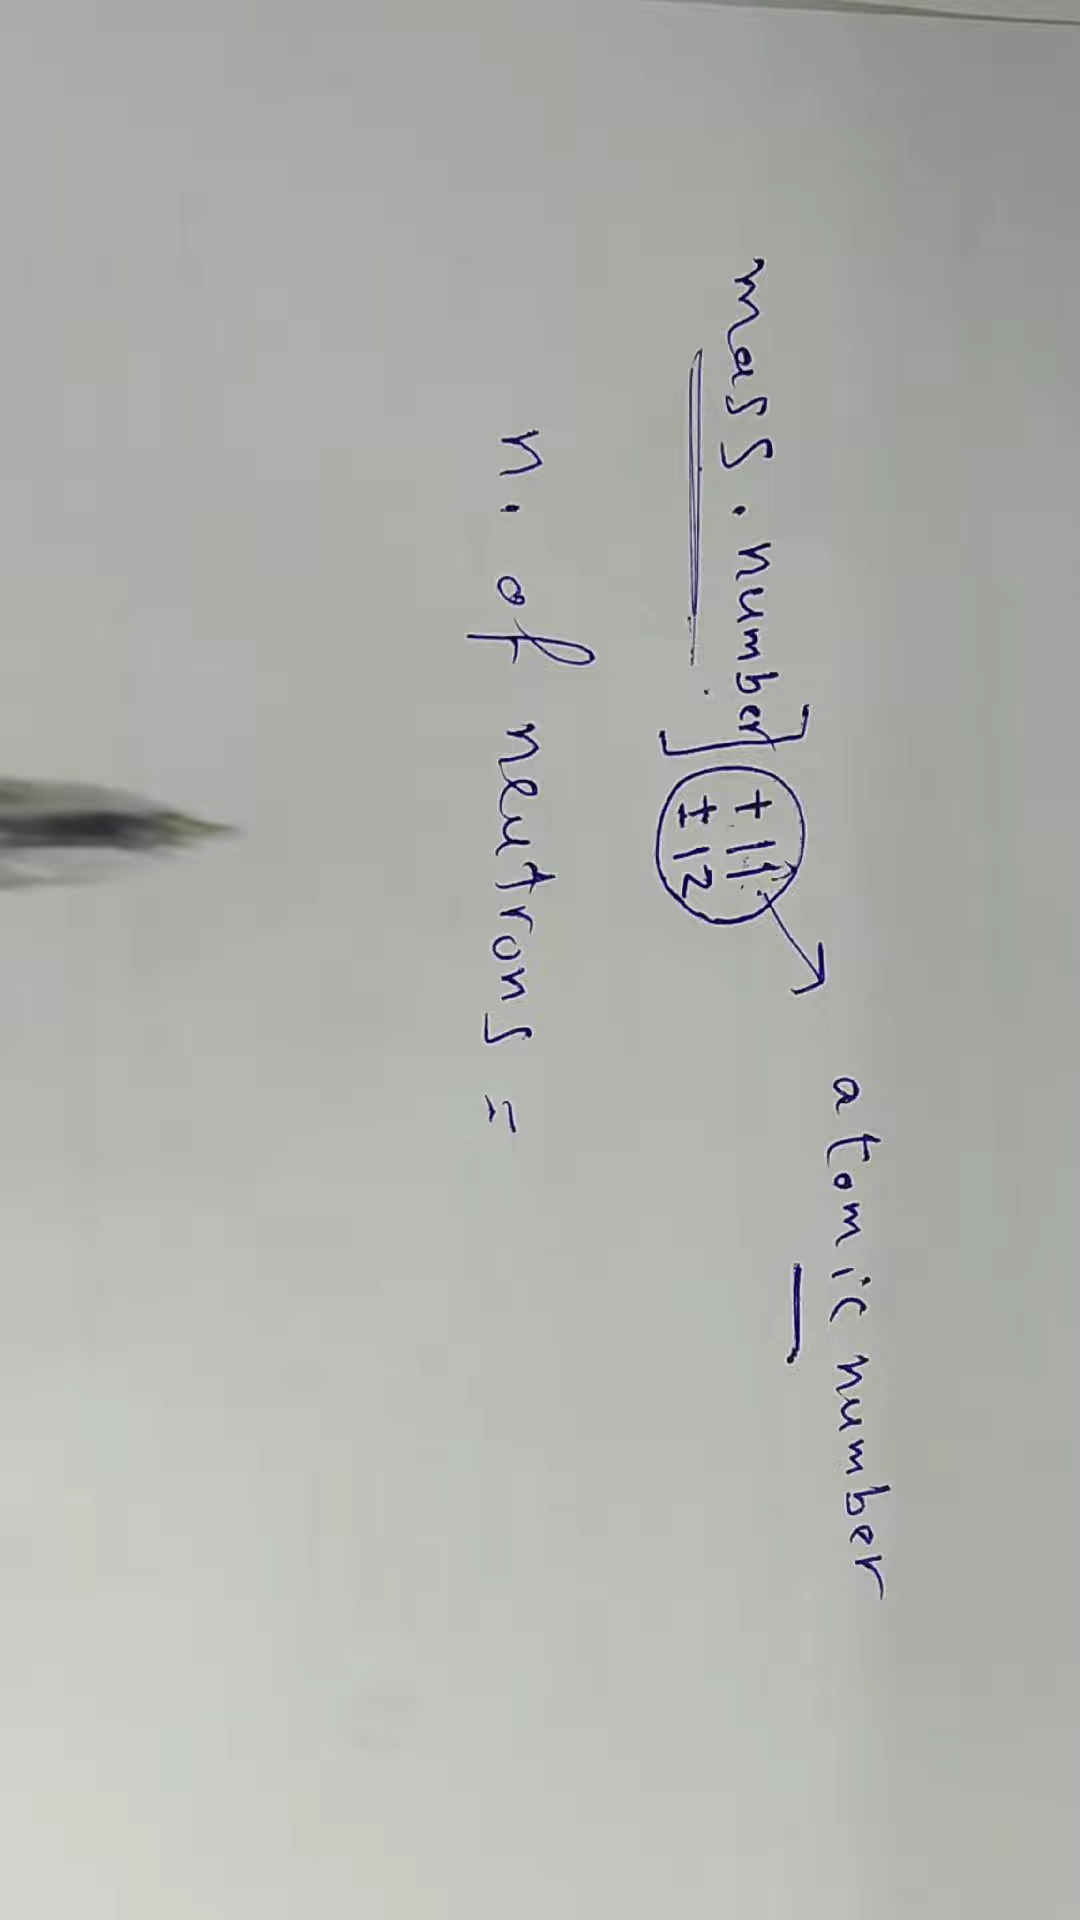 mass. number] +11 atomic number
±12
n. of neutrons =